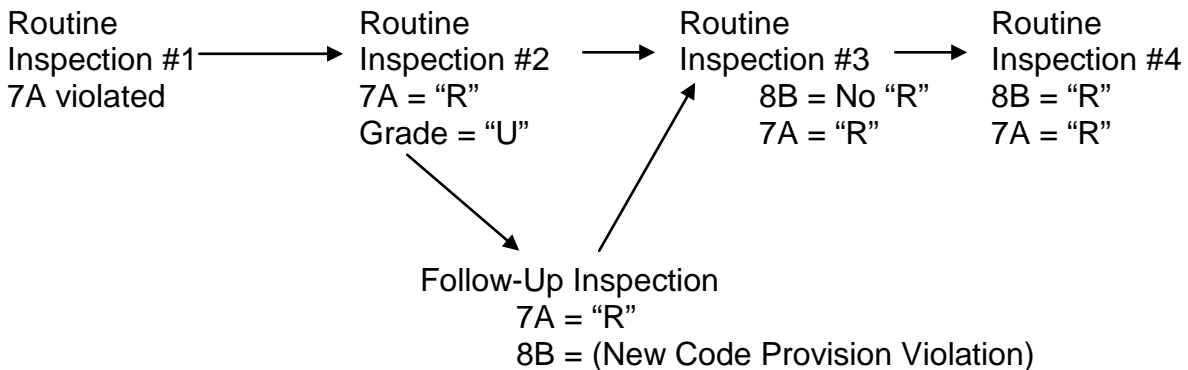 Routine
Inspection #1
7A violated
Routine
Inspection #2
7A = “R”
Grade = “U”
Routine
Inspection #3
8B = No “R”
7A = “R”
Routine
Inspection #4
8B = “R”
7A = “R”
Follow-Up Inspection
7A = “R”
8B = (New Code Provision Violation)